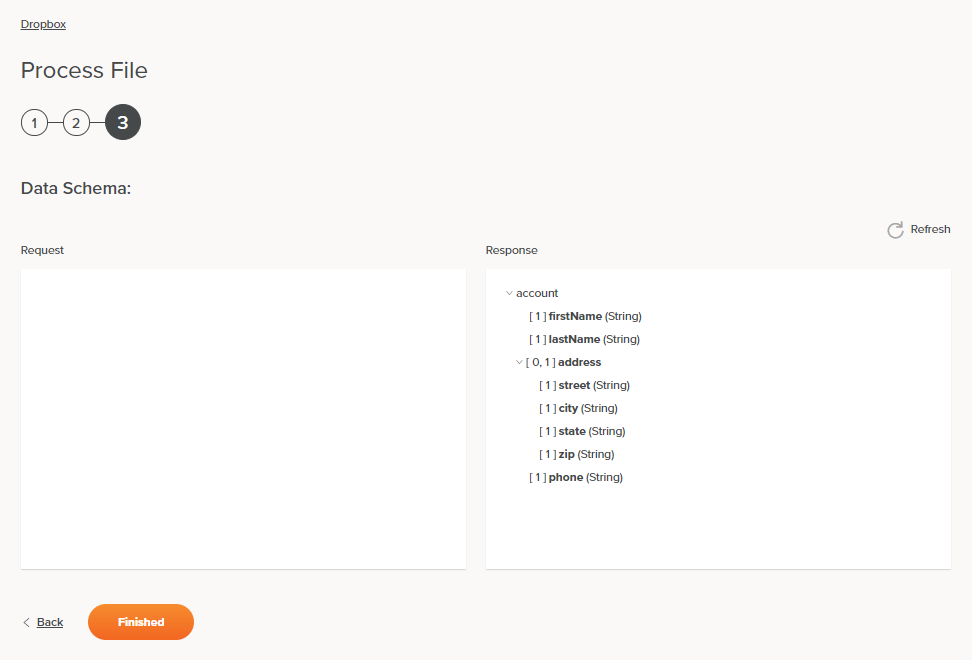 Dropbox
Process File
1 2 3
Data Schema:
Refresh
Request
Response
account
[ 1 ] firstName (String)
[ 1 ] lastName (String)
[ 0, 1 ] address
[ 1 ] street (String)
[ 1 ] city (String)
[ 1 ] state (String)
[ 1 ] zip (String)
[ 1 ] phone (String)
Back
Finished